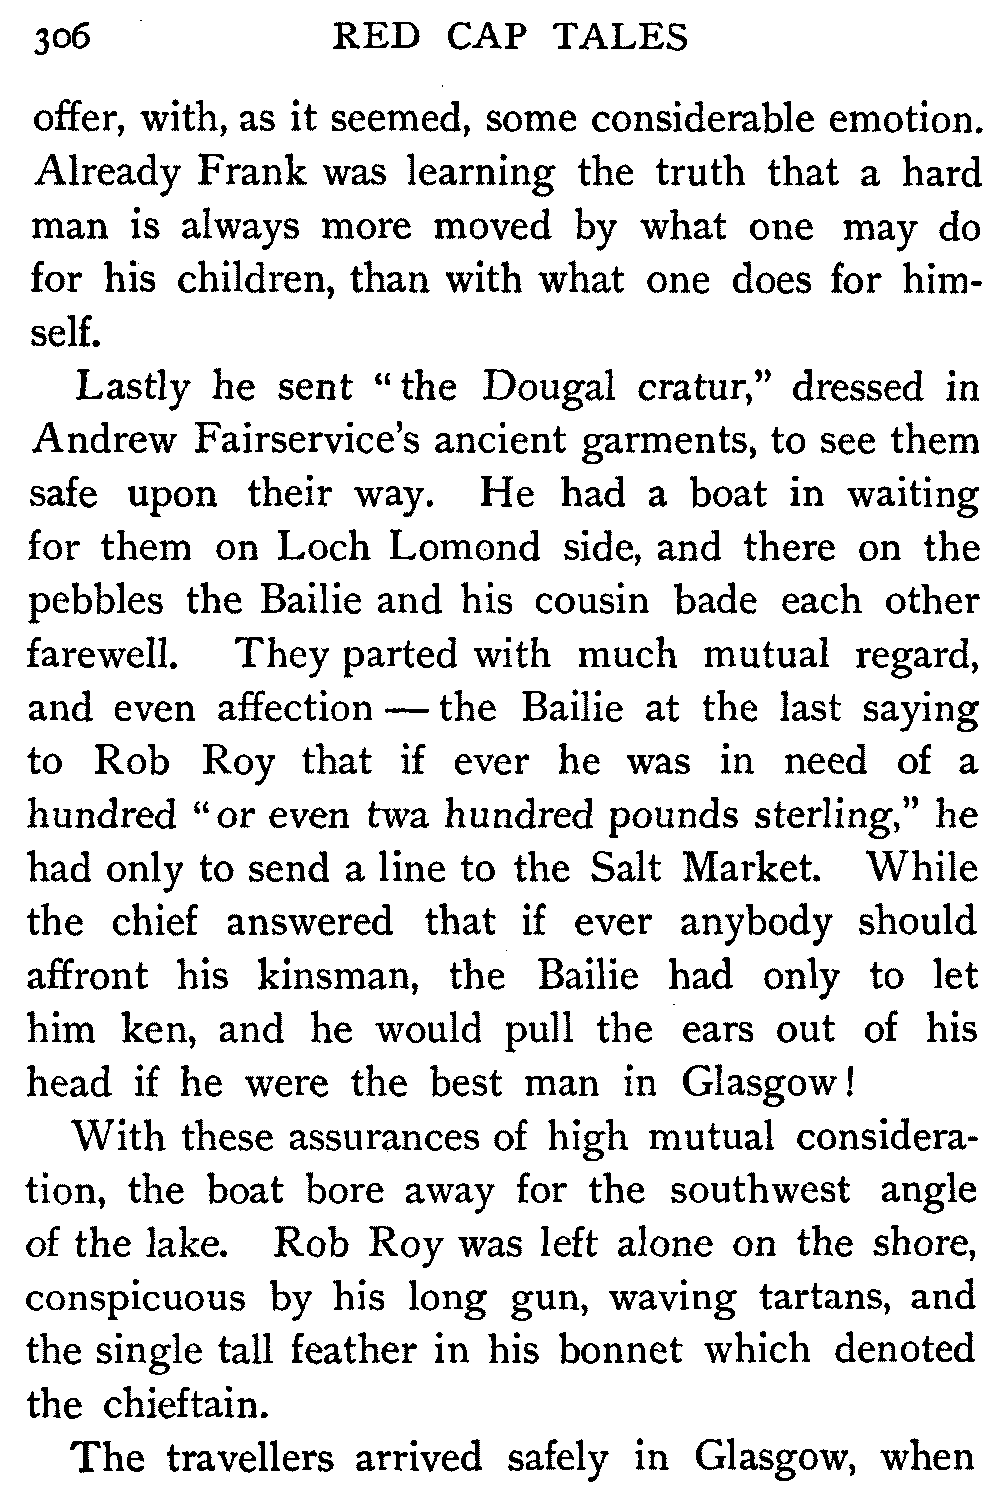 306 RED CAP TALES
offer, with, as it seemed, some considerable emotion.
Already Frank was learning the truth that a hard
man is always more moved by what one may do
for his children, than with what one does for him-
self.
Lastly he sent “the Dougal cratur,” dressed in
Andrew Fairservice’s ancient garments, to see them
safe upon their way. He had a boat in waiting
for them on Loch Lomond side, and there on the
pebbles the Bailie and his cousin bade each other
farewell. They parted with much mutual regard,
and even affection — the Bailie at the last saying
to Rob Roy that if ever he was in need of a
hundred “or even twa hundred pounds sterling,” he
had only to send a line to the Salt Market. While
the chief answered that if ever anybody should
affront his kinsman, the Bailie had only to let
him ken, and he would pull the ears out of his
head if he were the best man in Glasgow!
With these assurances of high mutual considera-
tion, the boat bore away for the southwest angle
of the lake. Rob Roy was left alone on the shore,
conspicuous by his long gun, waving tartans, and
the single tall feather in his bonnet which denoted
the chieftain.
The travellers arrived safely in Glasgow, when